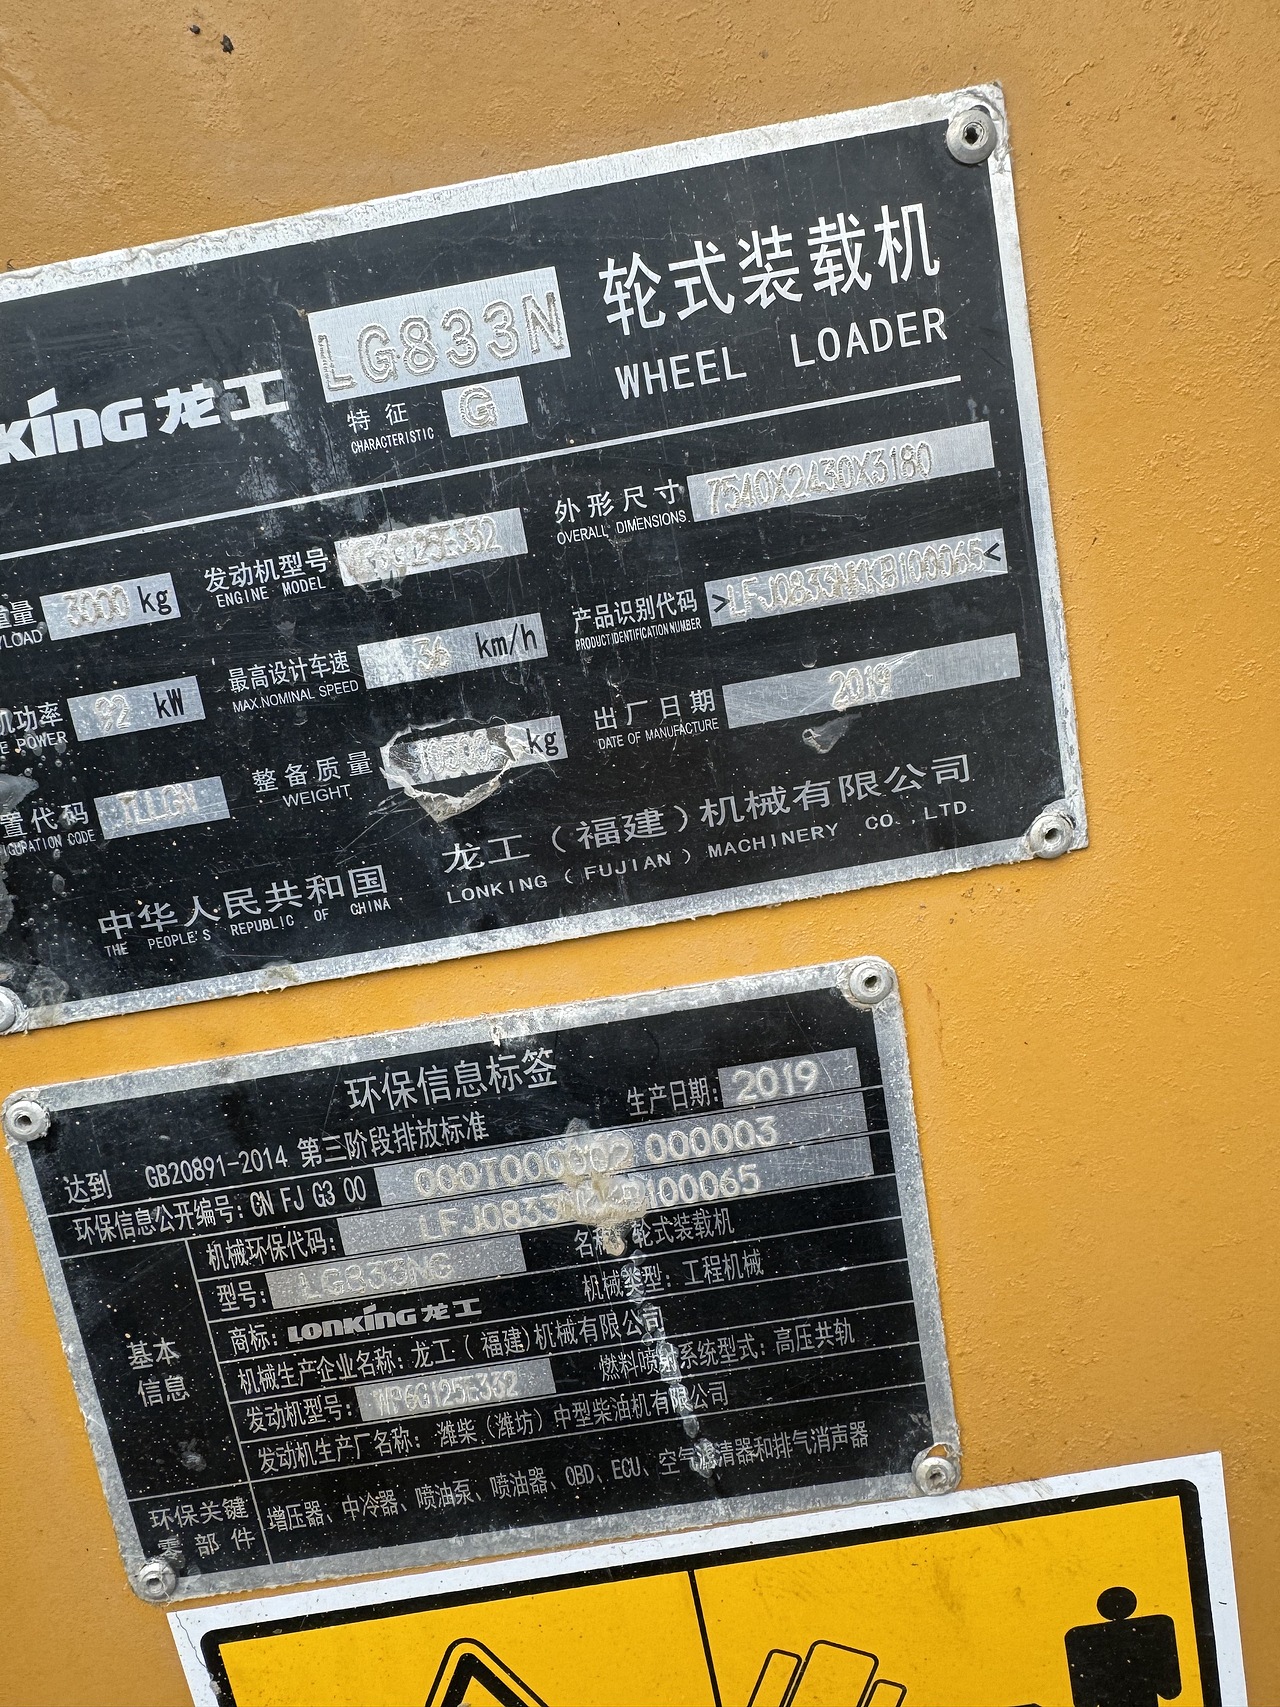 LG833N 轮式装载机
WHEEL LOADER
KING 龙工
特征 G
CHARACTERISTIC
外形尺寸 7540X2430X3180
OVERALL DIMENSIONS
发动机型号 125E332
ENGINE MODEL
量 3000 kg
LOAD
产品识别代码 >LFJ0833NKKB100065<
PRODUCT IDENTIFICATION NUMBER
最高设计车速 36 km/h
MAX.NOMINAL SPEED
机功率 92 kW
E POWER
出厂日期 2019
DATE OF MANUFACTURE
整备质量 kg
WEIGHT
置代码
IGURATION CODE
龙工（福建）机械有限公司
LONKING (FUJIAN) MACHINERY CO.,LTD.
中华人民共和国
THE PEOPLE'S REPUBLIC OF CHINA
环保信息标签
生产日期: 2019
达到 GB20891-2014 第三阶段排放标准
环保信息公开编号: CN FJ G3 00 000T000002 000003
机械环保代码: LFJ0833NKKB100065
型号: LG833NG 名称: 轮式装载机
商标: LONKING 龙工 机械类型: 工程机械
基本信息
机械生产企业名称: 龙工（福建)机械有限公司
发动机型号: WP6G125E332 燃料喷射系统型式: 高压共轨
发动机生产厂名称: 潍柴(潍坊)中型柴油机有限公司
环保关键零部件
增压器、中冷器、喷油泵、喷油器、OBD、ECU、空气滤清器和排气消声器